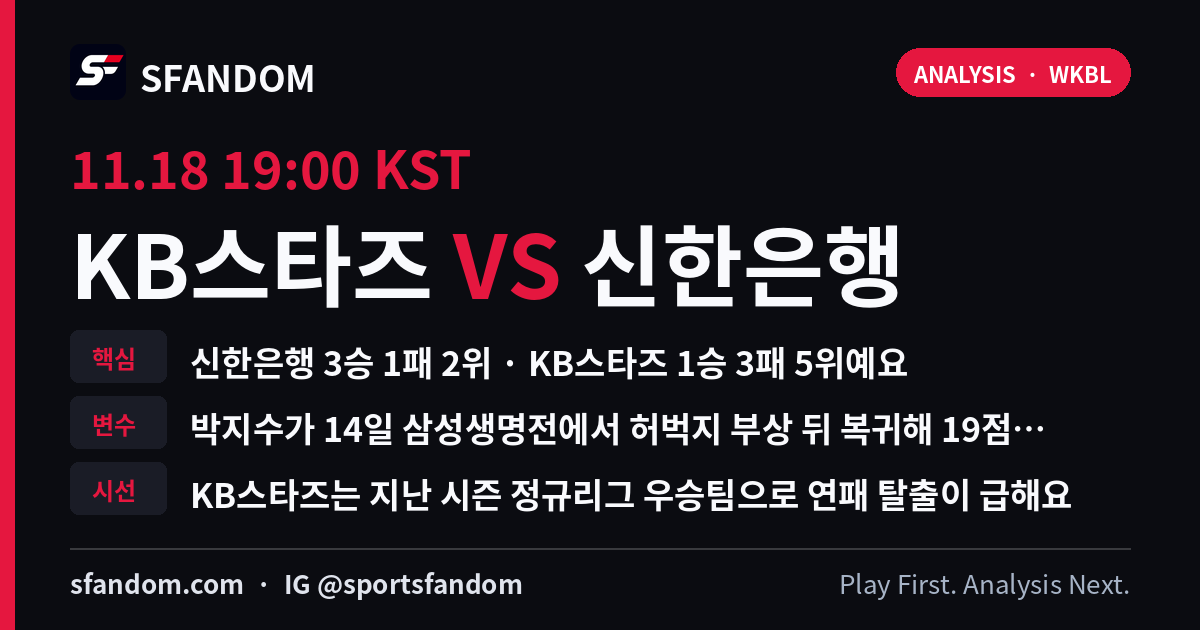 SFANDOM
ANALYSIS · WKBL
11.18 19:00 KST
KB스타즈 VS 신한은행
핵심 신한은행 3승 1패 2위 · KB스타즈 1승 3패 5위예요
변수 박지수가 14일 삼성생명전에서 허벅지 부상 뒤 복귀해 19점…
시선 KB스타즈는 지난 시즌 정규리그 우승팀으로 연패 탈출이 급해요
sfandom.com · IG @sportsfandom
Play First. Analysis Next.